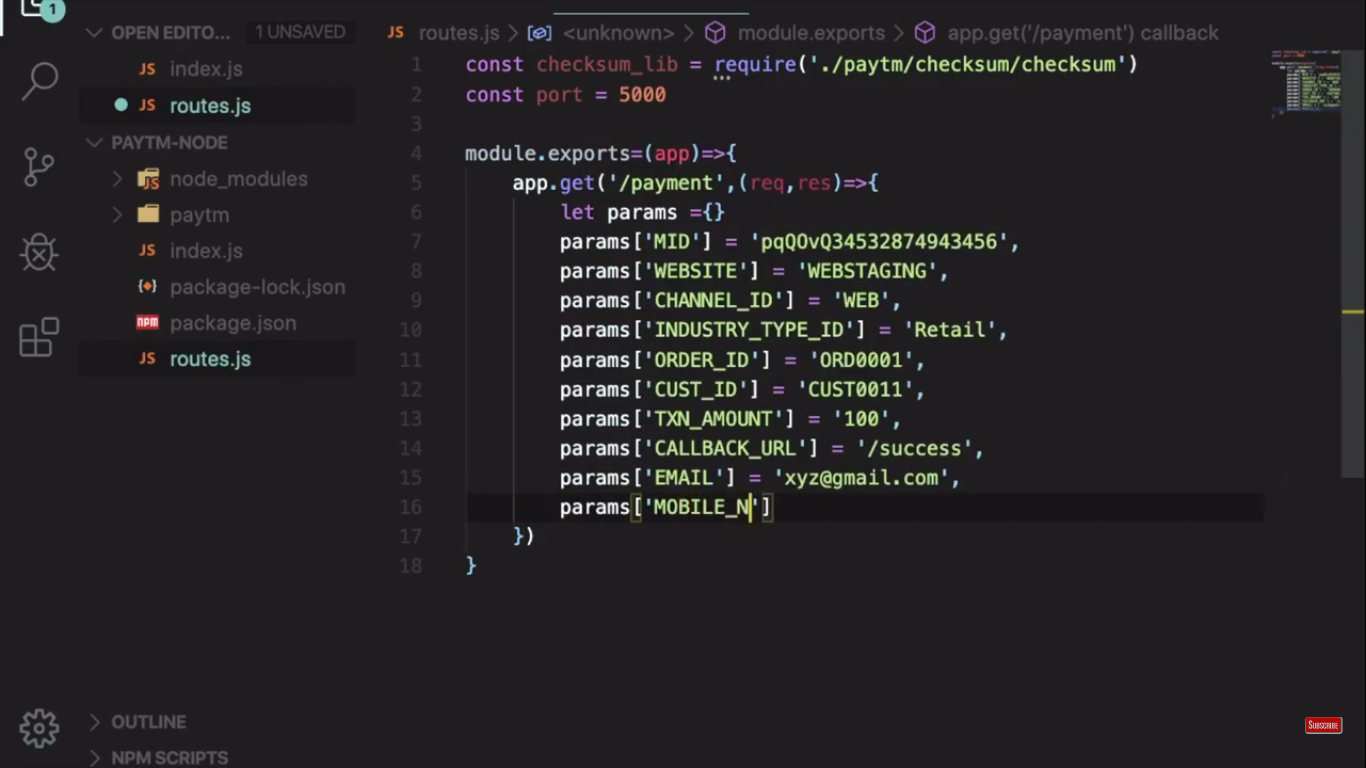 1
OPEN EDITO... 1 UNSAVED
JS index.js
JS routes.js
PAYTM-NODE
node_modules
paytm
JS index.js
package-lock.json
npm package.json
JS routes.js
OUTLINE
NPM SCRIPTS
JS routes.js > <unknown> > module.exports > app.get('/payment') callback
1 const checksum_lib = require('./paytm/checksum/checksum')
2 const port = 5000
3
4 module.exports=(app)=>{
5 app.get('/payment',(req,res)=>{
6 let params ={}
7 params['MID'] = 'pqQOvQ34532874943456',
8 params['WEBSITE'] = 'WEBSTAGING',
9 params['CHANNEL_ID'] = 'WEB',
10 params['INDUSTRY_TYPE_ID'] = 'Retail',
11 params['ORDER_ID'] = 'ORD0001',
12 params['CUST_ID'] = 'CUST0011',
13 params['TXN_AMOUNT'] = '100',
14 params['CALLBACK_URL'] = '/success',
15 params['EMAIL'] = 'xyz@gmail.com',
16 params['MOBILE_N']
17 })
18 }
SUBSCRIBE